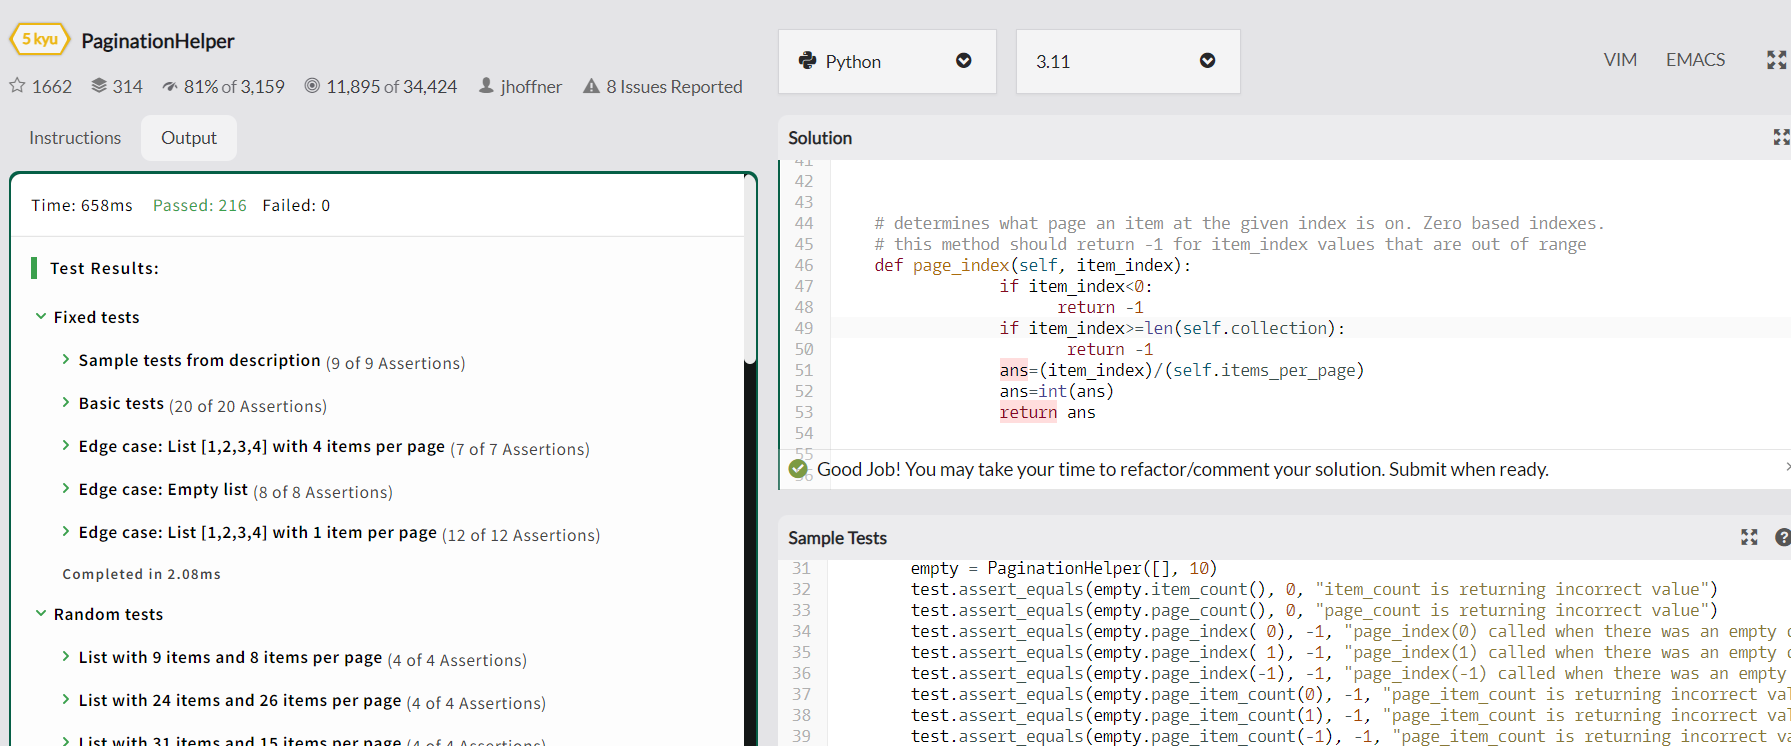 5 kyu PaginationHelper
1662 314 81% of 3,159 11,895 of 34,424 jhoffner 8 Issues Reported
Instructions Output
Time: 658ms Passed: 216 Failed: 0
Test Results:
Fixed tests
Sample tests from description (9 of 9 Assertions)
Basic tests (20 of 20 Assertions)
Edge case: List [1,2,3,4] with 4 items per page (7 of 7 Assertions)
Edge case: Empty list (8 of 8 Assertions)
Edge case: List [1,2,3,4] with 1 item per page (12 of 12 Assertions)
Completed in 2.08ms
Random tests
List with 9 items and 8 items per page (4 of 4 Assertions)
List with 24 items and 26 items per page (4 of 4 Assertions)
List with 31 items and 15 items per page (4 of 4 Assertions)
Python 3.11 VIM EMACS
Solution
41
42
43
44 # determines what page an item at the given index is on. Zero based indexes.
45 # this method should return -1 for item_index values that are out of range
46 def page_index(self, item_index):
47 if item_index<0:
48 return -1
49 if item_index>=len(self.collection):
50 return -1
51 ans=(item_index)/(self.items_per_page)
52 ans=int(ans)
53 return ans
54
55
56
Good Job! You may take your time to refactor/comment your solution. Submit when ready.
Sample Tests
31 empty = PaginationHelper([], 10)
32 test.assert_equals(empty.item_count(), 0, "item_count is returning incorrect value")
33 test.assert_equals(empty.page_count(), 0, "page_count is returning incorrect value")
34 test.assert_equals(empty.page_index( 0), -1, "page_index(0) called when there was an empty
35 test.assert_equals(empty.page_index( 1), -1, "page_index(1) called when there was an empty
36 test.assert_equals(empty.page_index(-1), -1, "page_index(-1) called when there was an empty
37 test.assert_equals(empty.page_item_count(0), -1, "page_item_count is returning incorrect val
38 test.assert_equals(empty.page_item_count(1), -1, "page_item_count is returning incorrect val
39 test.assert_equals(empty.page_item_count(-1), -1, "page_item_count is returning incorrect v